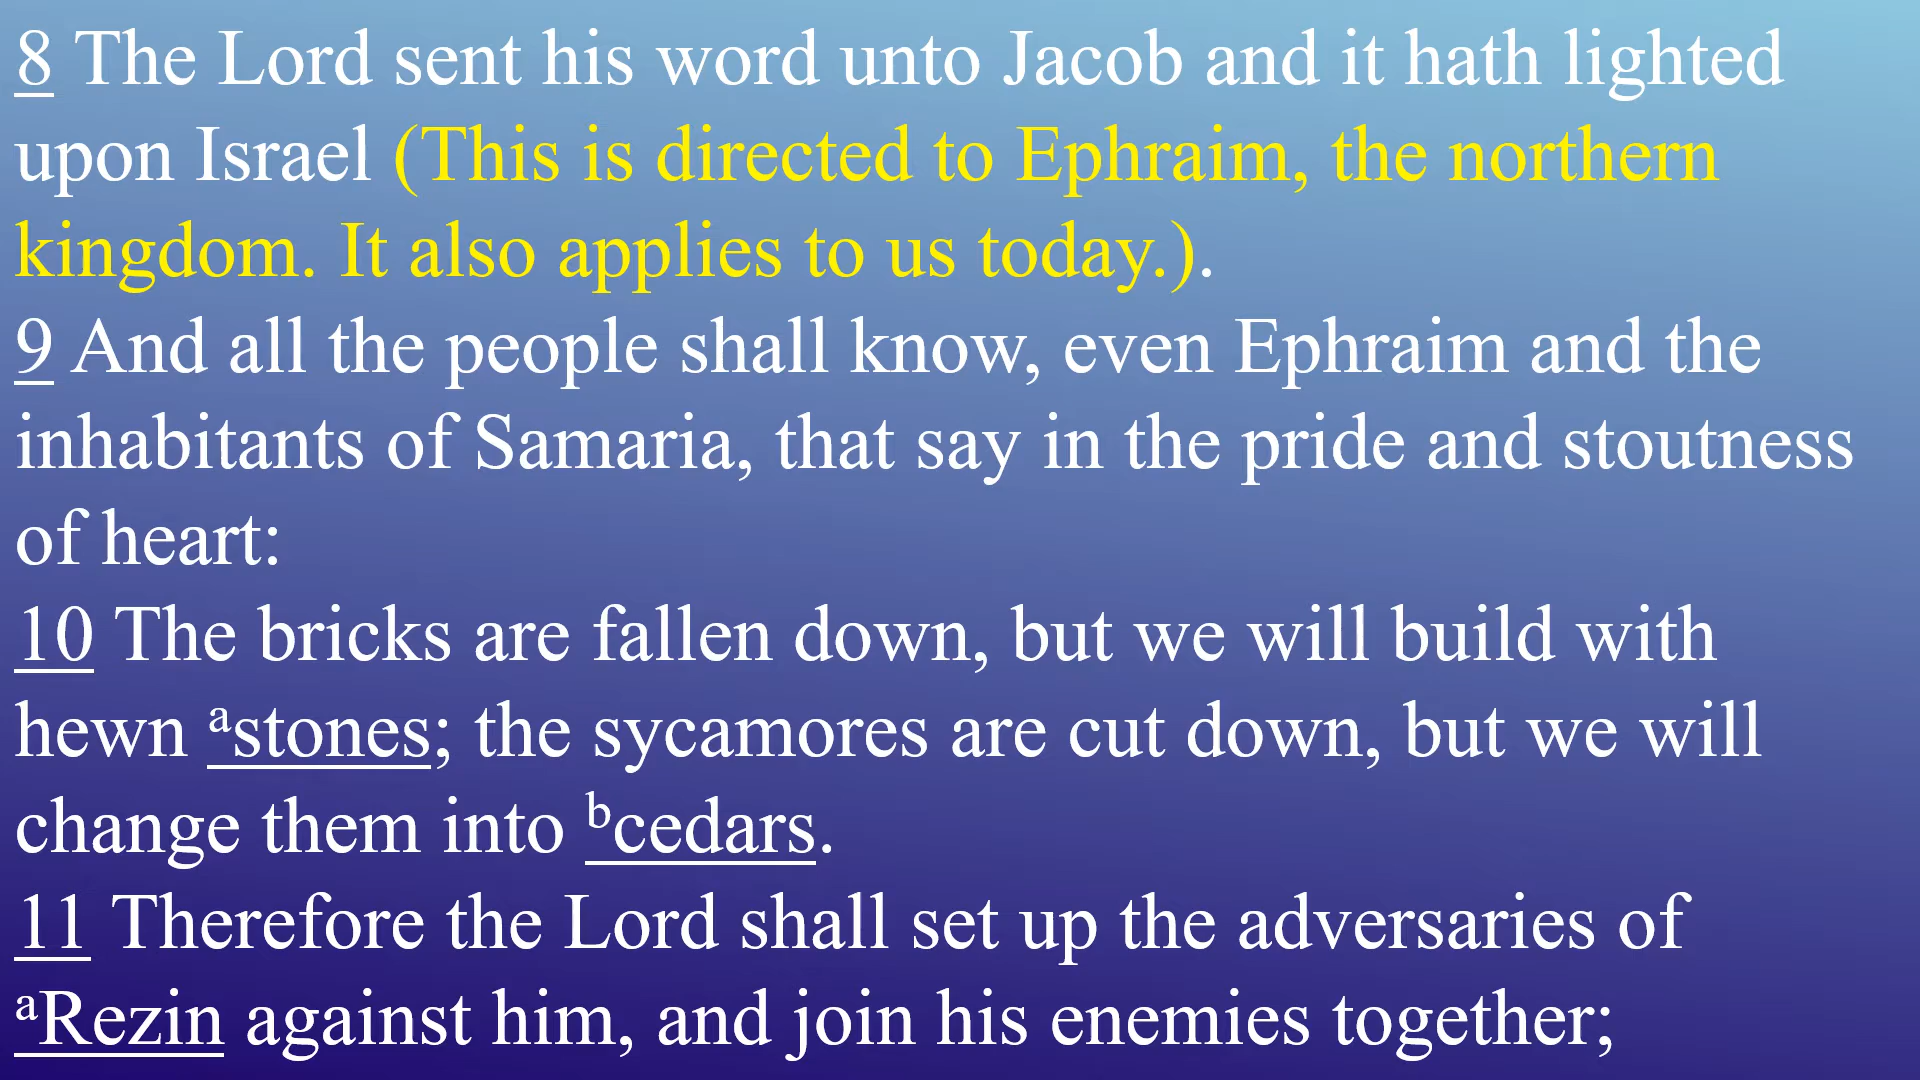 8 The Lord sent his word unto Jacob and it hath lighted
upon Israel (This is directed to Ephraim, the northern
kingdom. It also applies to us today.).
9 And all the people shall know, even Ephraim and the
inhabitants of Samaria, that say in the pride and stoutness
of heart:
10 The bricks are fallen down, but we will build with
hewn ᵃstones; the sycamores are cut down, but we will
change them into ᵇcedars.
11 Therefore the Lord shall set up the adversaries of
ᵃRezin against him, and join his enemies together;